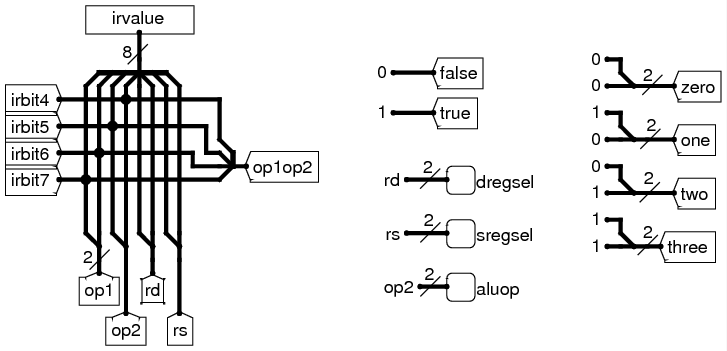 irvalue
8
irbit4
irbit5
irbit6
irbit7
op1op2
2
op1
rd
op2
rs
0 false
1 true
rd 2 dregsel
rs 2 sregsel
op2 2 aluop
0
0 2 zero
1
0 2 one
0
1 2 two
1
1 2 three